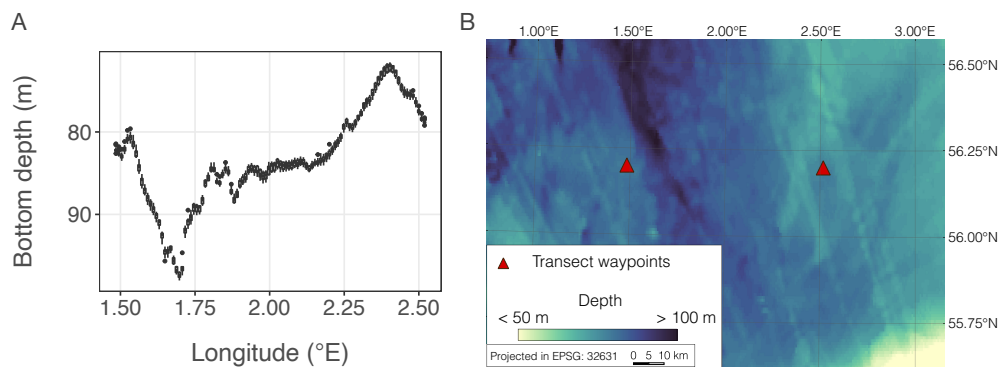 A
Bottom depth (m)
80
90
1.50 1.75 2.00 2.25 2.50
Longitude (°E)
B
1.00°E 1.50°E 2.00°E 2.50°E 3.00°E
56.50°N
56.25°N
56.00°N
55.75°N
Transect waypoints
Depth
< 50 m > 100 m
Projected in EPSG: 32631 0 5 10 km